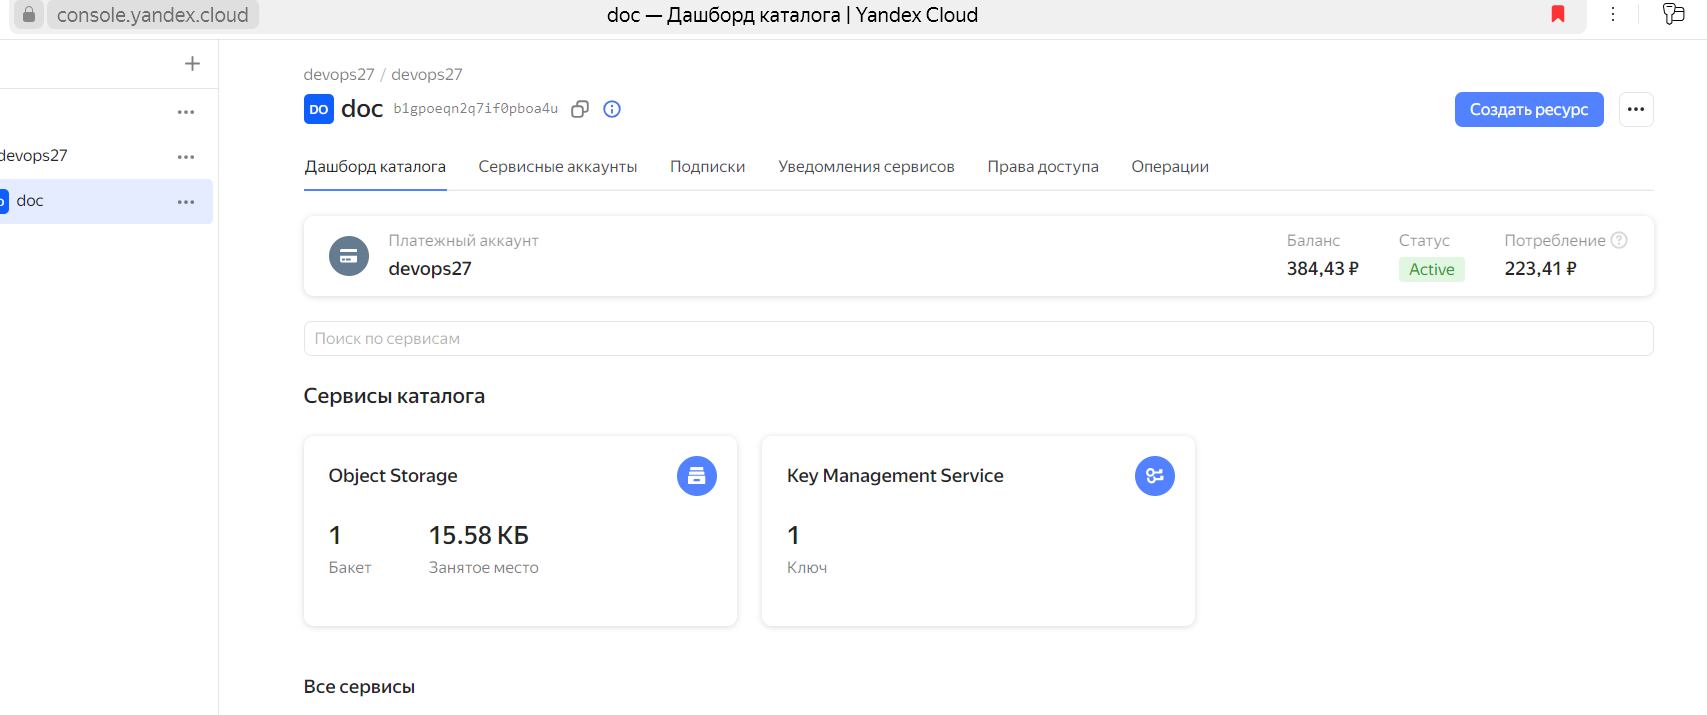 console.yandex.cloud
doc — Дашборд каталога | Yandex Cloud
devops27
doc
devops27 / devops27
DO doc b1gpoeqn2q7if0pboa4u
Создать ресурс
Дашборд каталога Сервисные аккаунты Подписки Уведомления сервисов Права доступа Операции
Платежный аккаунт
devops27
Баланс
384,43 ₽
Статус
Active
Потребление
223,41 ₽
Поиск по сервисам
Сервисы каталога
Object Storage
1 15.58 КБ
Бакет Занятое место
Key Management Service
1
Ключ
Все сервисы